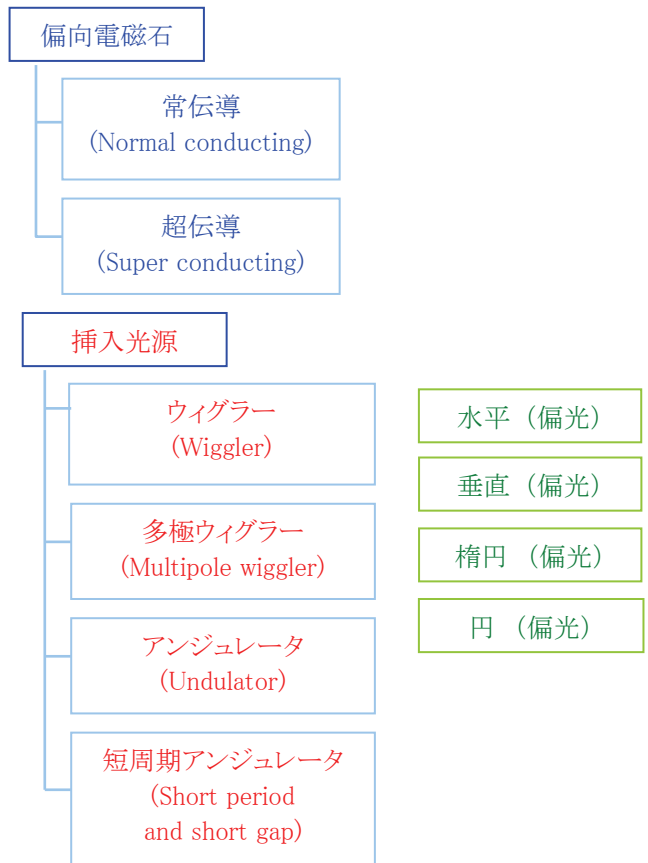 偏向電磁石
常伝導
(Normal conducting)
超伝導
(Super conducting)
挿入光源
ウィグラー
(Wiggler)
多極ウィグラー
(Multipole wiggler)
アンジュレータ
(Undulator)
短周期アンジュレータ
(Short period
and short gap)
水平（偏光）
垂直（偏光）
楕円 （偏光）
円 （偏光）